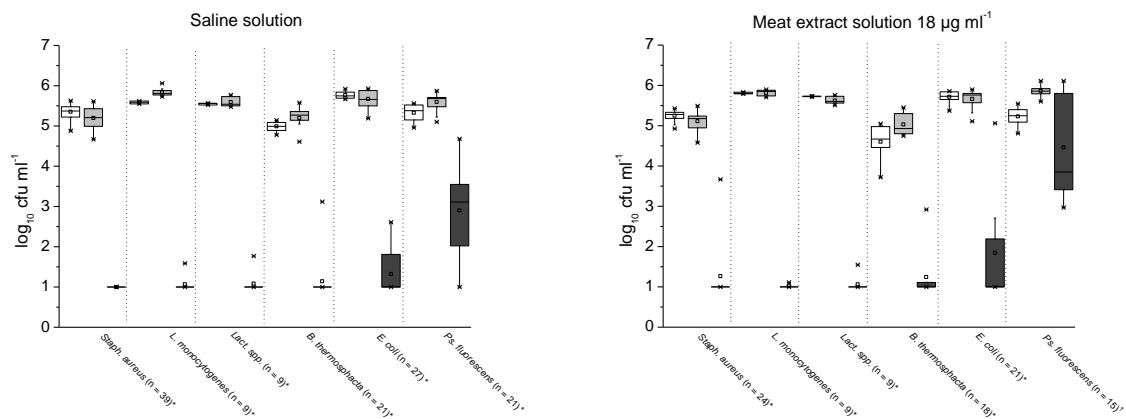 Saline solution
log₁₀ cfu ml⁻¹
7
6
5
4
3
2
1
0
Staph. aureus (n = 39)*
L. monocytogenes (n = 9)*
Lact. spp. (n = 9)*
B. thermosphacta (n = 21)*
E. coli (n = 27)*
Ps. fluorescens (n = 21)*
Meat extract solution 18 µg ml⁻¹
log₁₀ cfu ml⁻¹
7
6
5
4
3
2
1
0
Staph. aureus (n = 24)*
L. monocytogenes (n = 9)*
Lact. spp. (n = 9)*
B. thermosphacta (n = 18)*
E. coli (n = 21)*
Ps. fluorescens (n = 15)